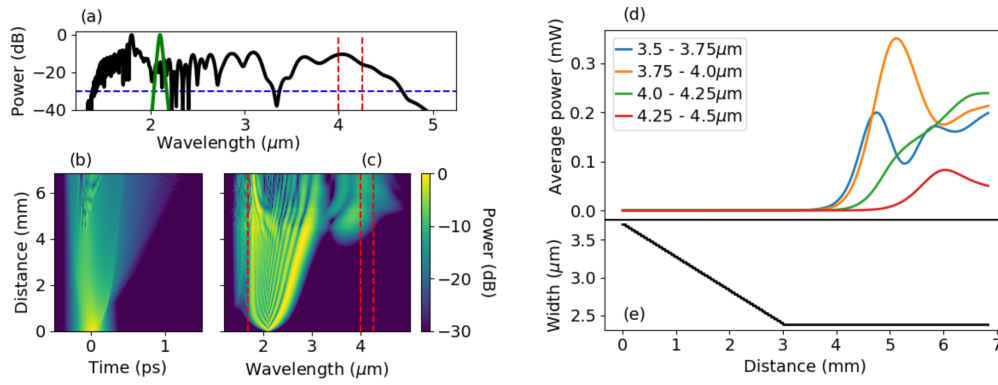 (a)
Power (dB)
0
−20
−40
2
3
4
5
Wavelength (μm)
(b)
(c)
Distance (mm)
6
4
2
0
0
1
Time (ps)
2
3
4
Wavelength (μm)
0
−10
−20
−30
Power (dB)
(d)
3.5 - 3.75μm
3.75 - 4.0μm
4.0 - 4.25μm
4.25 - 4.5μm
Average power (mW)
0.3
0.2
0.1
0.0
Width (μm)
3.5
3.0
2.5
(e)
0
1
2
3
4
5
6
7
Distance (mm)